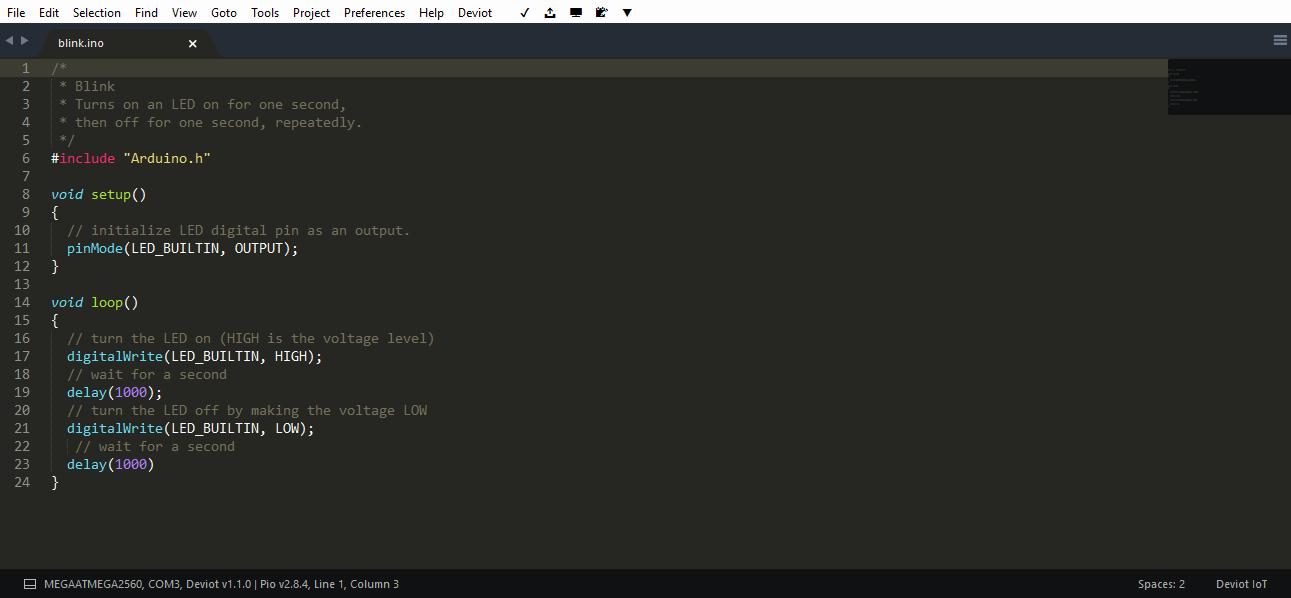 File Edit Selection Find View Goto Tools Project Preferences Help Deviot
blink.ino
1 /*
2  * Blink
3  * Turns on an LED on for one second,
4  * then off for one second, repeatedly.
5  */
6 #include "Arduino.h"
7
8 void setup()
9 {
10   // initialize LED digital pin as an output.
11   pinMode(LED_BUILTIN, OUTPUT);
12 }
13
14 void loop()
15 {
16   // turn the LED on (HIGH is the voltage level)
17   digitalWrite(LED_BUILTIN, HIGH);
18   // wait for a second
19   delay(1000);
20   // turn the LED off by making the voltage LOW
21   digitalWrite(LED_BUILTIN, LOW);
22    // wait for a second
23   delay(1000)
24 }
MEGAATMEGA2560, COM3, Deviot v1.1.0 | Pio v2.8.4, Line 1, Column 3 Spaces: 2 Deviot IoT